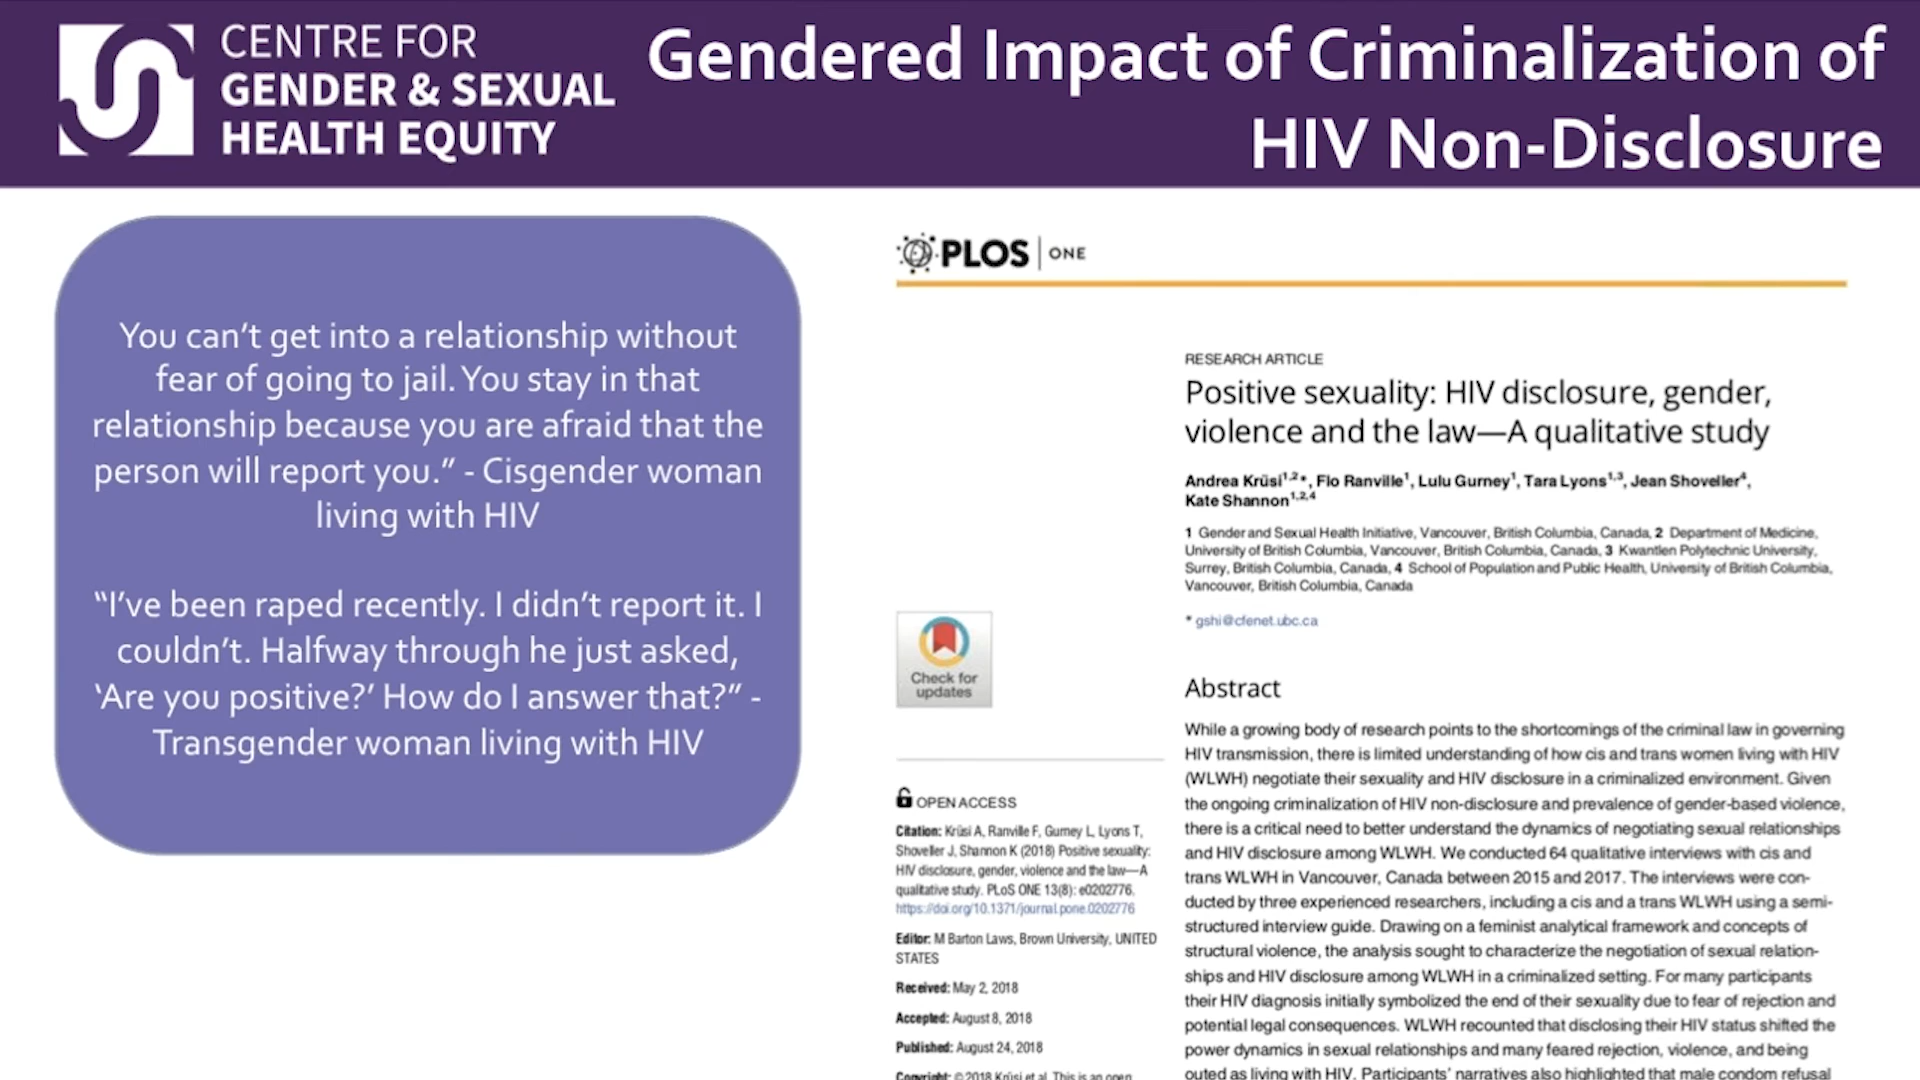 CENTRE FOR
GENDER & SEXUAL
HEALTH EQUITY
Gendered Impact of Criminalization of
HIV Non-Disclosure
You can't get into a relationship without
fear of going to jail. You stay in that
relationship because you are afraid that the
person will report you." - Cisgender woman
living with HIV
"I've been raped recently. I didn't report it. I
couldn't. Halfway through he just asked,
'Are you positive?' How do I answer that?" -
Transgender woman living with HIV
PLOS ONE
RESEARCH ARTICLE
Positive sexuality: HIV disclosure, gender,
violence and the law—A qualitative study
Andrea Krüsi1,2*, Flo Ranville1, Lulu Gurney1, Tara Lyons1,3, Jean Shoveller4,
Kate Shannon1,2,4
1 Gender and Sexual Health Initiative, Vancouver, British Columbia, Canada, 2 Department of Medicine,
University of British Columbia, Vancouver, British Columbia, Canada, 3 Kwantlen Polytechnic University,
Surrey, British Columbia, Canada, 4 School of Population and Public Health, University of British Columbia,
Vancouver, British Columbia, Canada
* gshi@cfenet.ubc.ca
Check for
updates
OPEN ACCESS
Citation: Krüsi A, Ranville F, Gurney L, Lyons T,
Shoveller J, Shannon K (2018) Positive sexuality:
HIV disclosure, gender, violence and the law—A
qualitative study. PLoS ONE 13(8): e0202776.
https://doi.org/10.1371/journal.pone.0202776
Editor: M Barton Laws, Brown University, UNITED
STATES
Received: May 2, 2018
Accepted: August 8, 2018
Published: August 24, 2018
Copyright: © 2018 Krüsi et al. This is an open
Abstract
While a growing body of research points to the shortcomings of the criminal law in governing
HIV transmission, there is limited understanding of how cis and trans women living with HIV
(WLWH) negotiate their sexuality and HIV disclosure in a criminalized environment. Given
the ongoing criminalization of HIV non-disclosure and prevalence of gender-based violence,
there is a critical need to better understand the dynamics of negotiating sexual relationships
and HIV disclosure among WLWH. We conducted 64 qualitative interviews with cis and
trans WLWH in Vancouver, Canada between 2015 and 2017. The interviews were con-
ducted by three experienced researchers, including a cis and a trans WLWH using a semi-
structured interview guide. Drawing on a feminist analytical framework and concepts of
structural violence, the analysis sought to characterize the negotiation of sexual relation-
ships and HIV disclosure among WLWH in a criminalized setting. For many participants
their HIV diagnosis initially symbolized the end of their sexuality due to fear of rejection and
potential legal consequences. WLWH recounted that disclosing their HIV status shifted the
power dynamics in sexual relationships and many feared rejection, violence, and being
outed as living with HIV. Participants' narratives also highlighted that male condom refusal